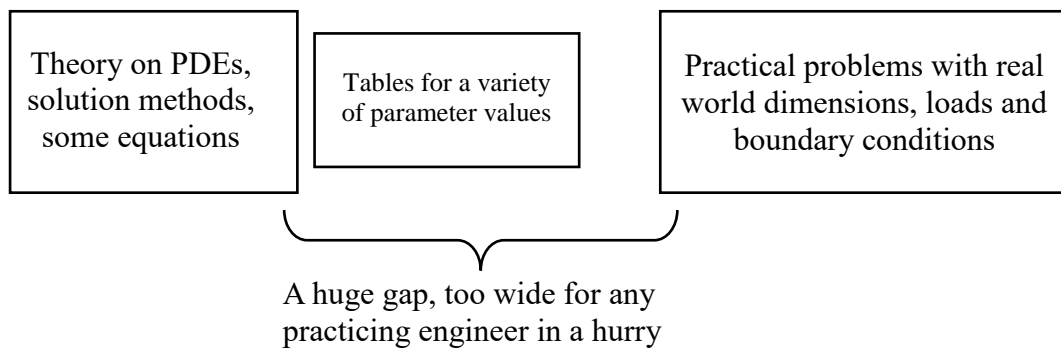 Theory on PDEs,
solution methods,
some equations
Tables for a variety
of parameter values
Practical problems with real
world dimensions, loads and
boundary conditions
A huge gap, too wide for any
practicing engineer in a hurry